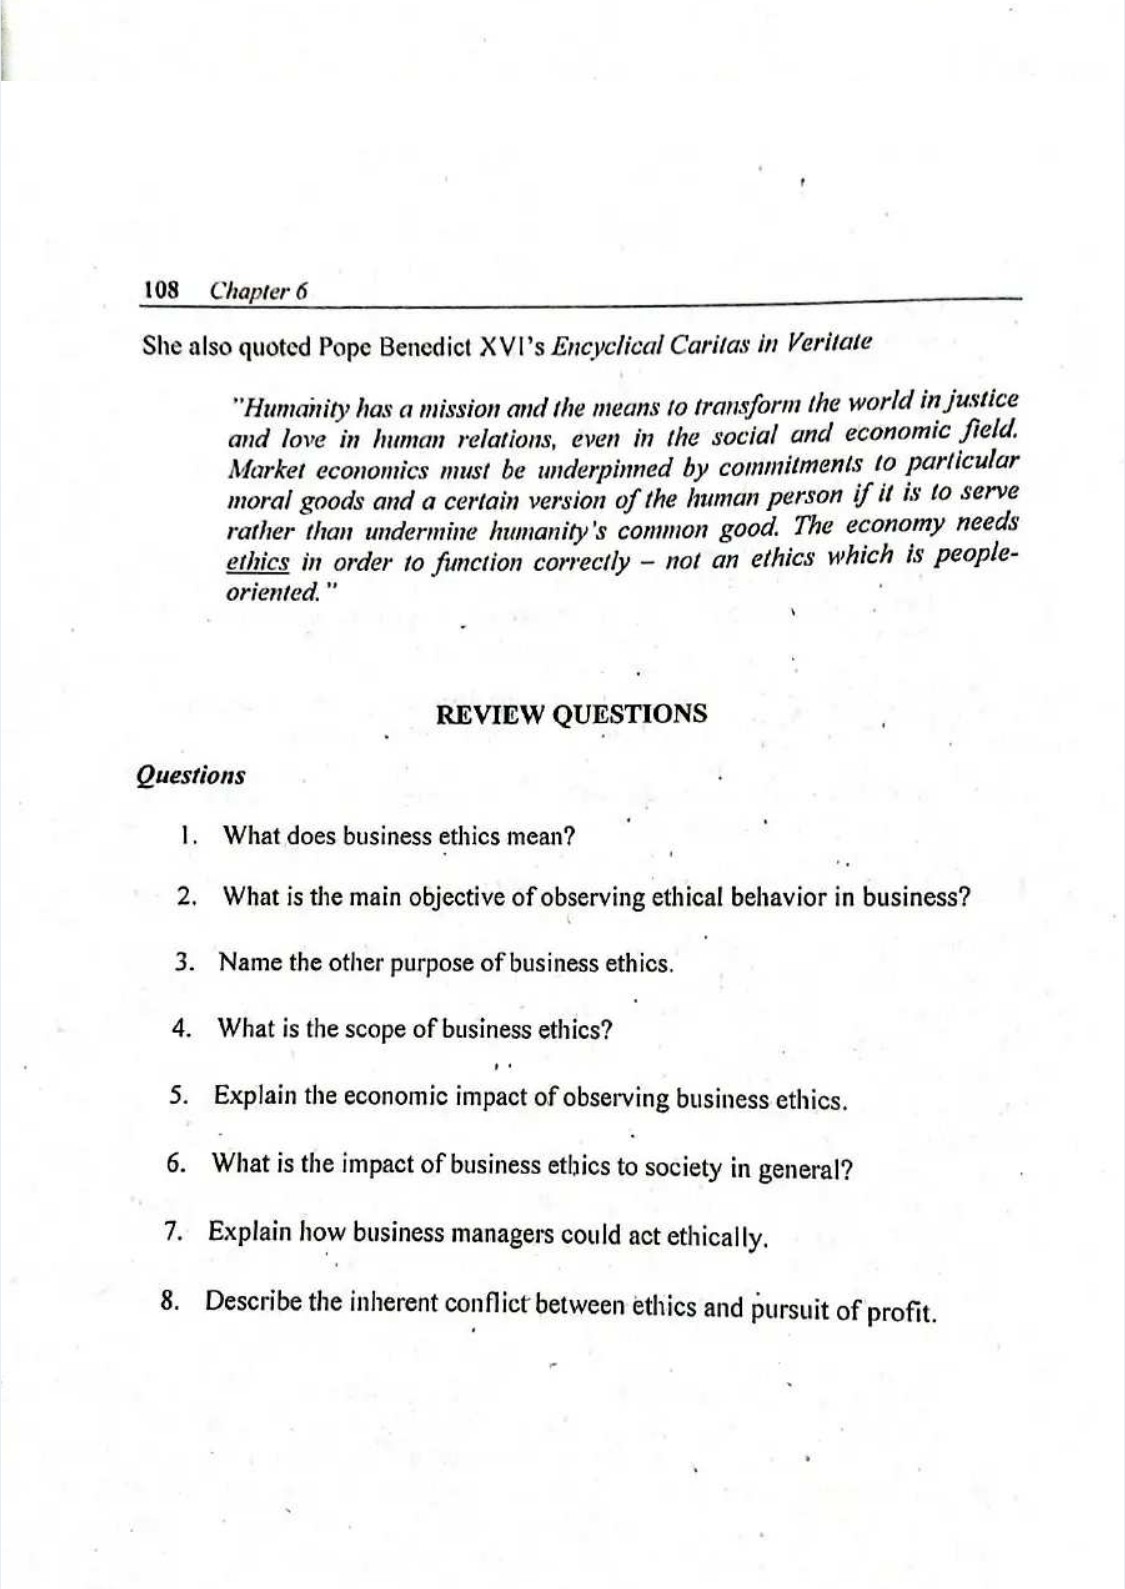 108 Chapter 6
She also quoted Pope Benedict XVI's Encyclical Caritas in Veritate
"Humanity has a mission and the means to transform the world in justice
and love in human relations, even in the social and economic field.
Market economics must be underpinned by commitments to particular
moral goods and a certain version of the human person if it is to serve
rather than undermine humanity's common good. The economy needs
ethics in order to function correctly – not an ethics which is people-
oriented."
REVIEW QUESTIONS
Questions
1. What does business ethics mean?
2. What is the main objective of observing ethical behavior in business?
3. Name the other purpose of business ethics.
4. What is the scope of business ethics?
5. Explain the economic impact of observing business ethics.
6. What is the impact of business ethics to society in general?
7. Explain how business managers could act ethically.
8. Describe the inherent conflict between ethics and pursuit of profit.